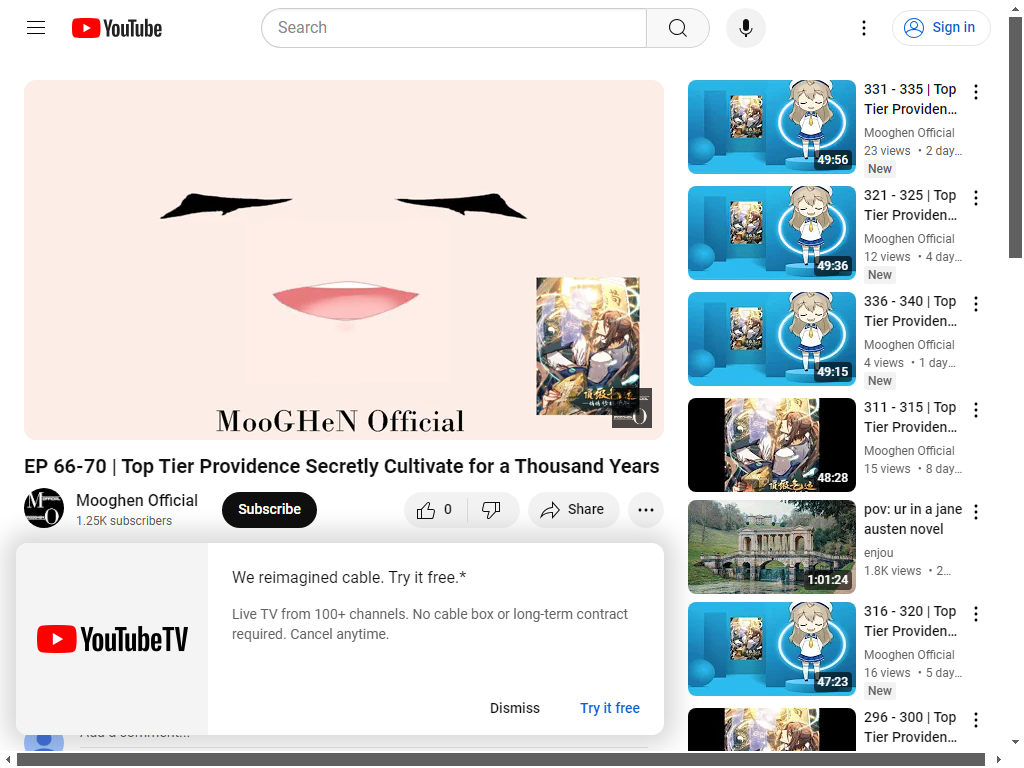 YouTube
Search
Sign in
MooGHeN Official
EP 66-70 | Top Tier Providence Secretly Cultivate for a Thousand Years
Mooghen Official
1.25K subscribers
Subscribe
0
Share
We reimagined cable. Try it free.*
Live TV from 100+ channels. No cable box or long-term contract
required. Cancel anytime.
YouTubeTV
Dismiss
Try it free
Add a comment...
331 - 335 | Top
Tier Providen...
Mooghen Official
23 views • 2 day...
New
49:56
321 - 325 | Top
Tier Providen...
Mooghen Official
12 views • 4 day...
New
49:36
336 - 340 | Top
Tier Providen...
Mooghen Official
4 views • 1 day...
New
49:15
311 - 315 | Top
Tier Providen...
Mooghen Official
15 views • 8 day...
48:28
pov: ur in a jane
austen novel
enjou
1.8K views • 2...
1:01:24
316 - 320 | Top
Tier Providen...
Mooghen Official
16 views • 5 day...
New
47:23
296 - 300 | Top
Tier Providen...